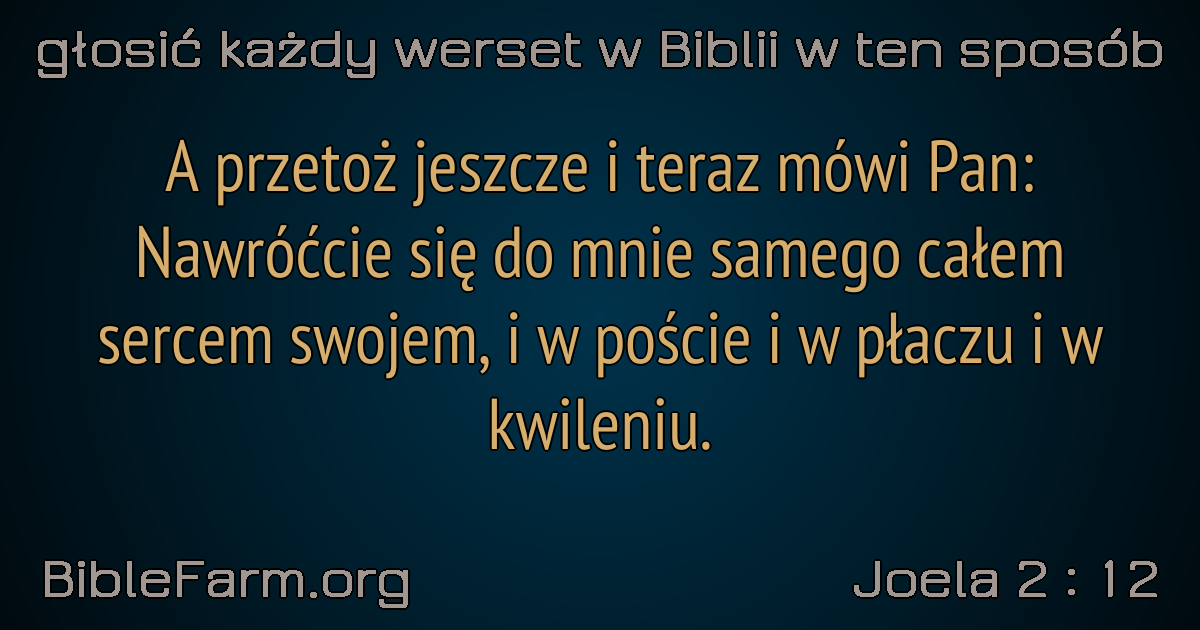 głosić każdy werset w Biblii w ten sposób
A przetoż jeszcze i teraz mówi Pan:
Nawróćcie się do mnie samego całem
sercem swojem, i w poście i w płaczu i w
kwileniu.
BibleFarm.org
Joela 2 : 12